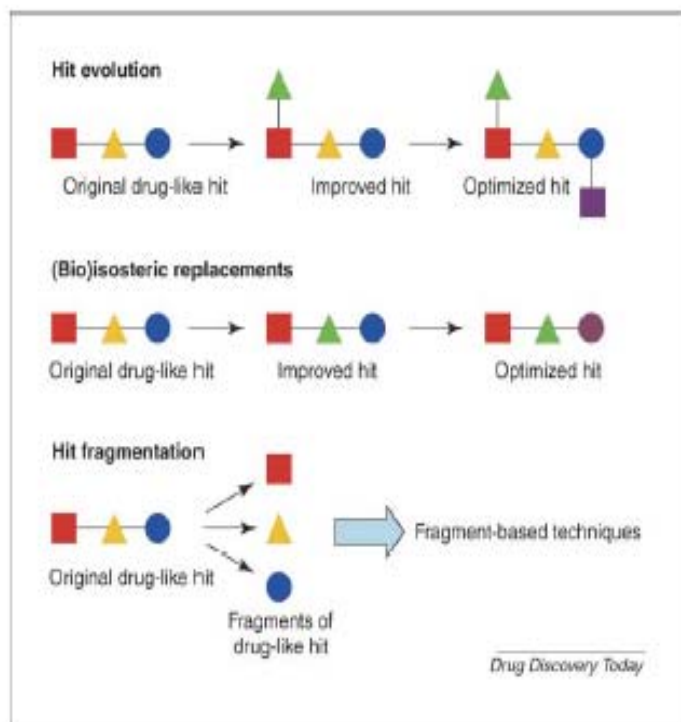 Hit evolution
Original drug-like hit
Improved hit
Optimized hit
(Bio)isosteric replacements
Original drug-like hit
Improved hit
Optimized hit
Hit fragmentation
Original drug-like hit
Fragments of
drug-like hit
Fragment-based techniques
Drug Discovery Today